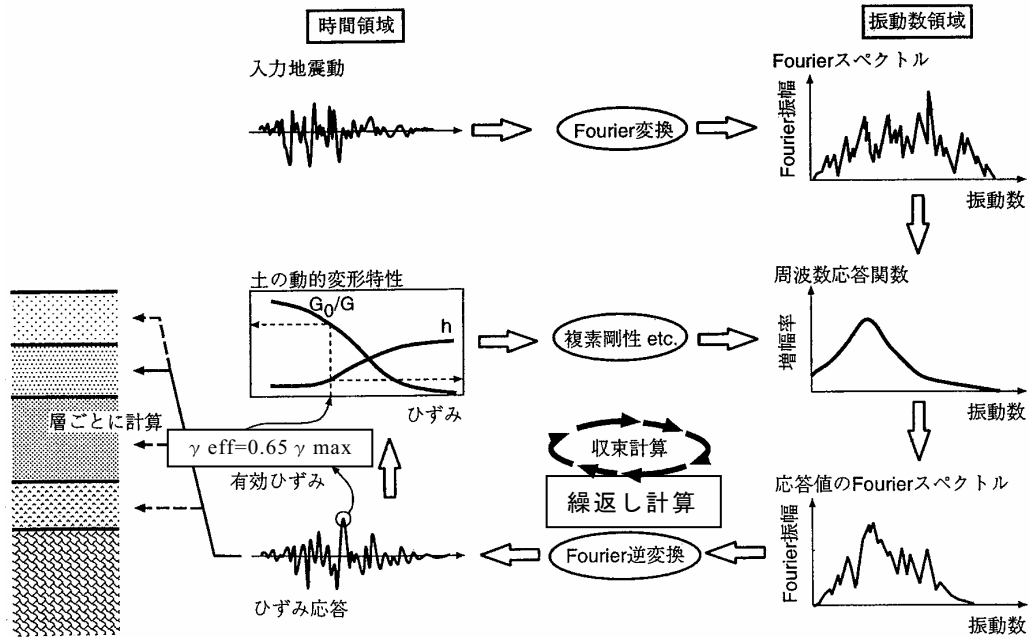 時間領域
振動数領域
入力地震動
Fourierスペクトル
Fourier変換
Fourier振幅
振動数
土の動的変形特性
G0/G
h
ひずみ
複素剛性 etc.
周波数応答関数
増幅率
振動数
層ごとに計算
γ eff=0.65 γ max
有効ひずみ
収束計算
繰返し計算
応答値のFourierスペクトル
Fourier逆変換
Fourier振幅
振動数
ひずみ応答